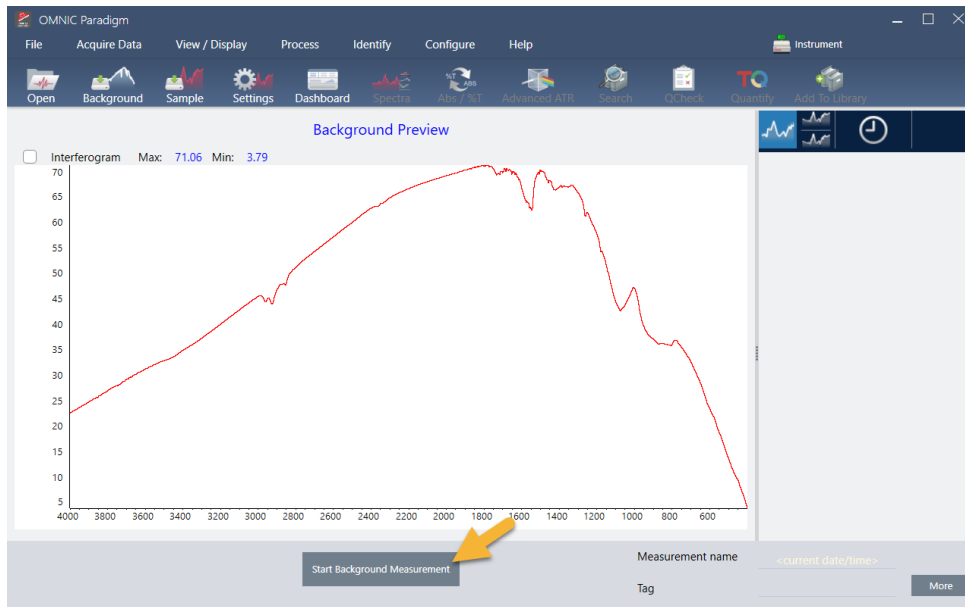 OMNIC Paradigm
File Acquire Data View / Display Process Identify Configure Help Instrument
%T ABS TQ
Open Background Sample Settings Dashboard Spectra Abs / %T Advanced ATR Search QCheck Quantify Add To Library
Background Preview
Interferogram Max: 71.06 Min: 3.79
70
65
60
55
50
45
40
35
30
25
20
15
10
5
4000 3800 3600 3400 3200 3000 2800 2600 2400 2200 2000 1800 1600 1400 1200 1000 800 600
Start Background Measurement
Measurement name <current date/time>
Tag
More